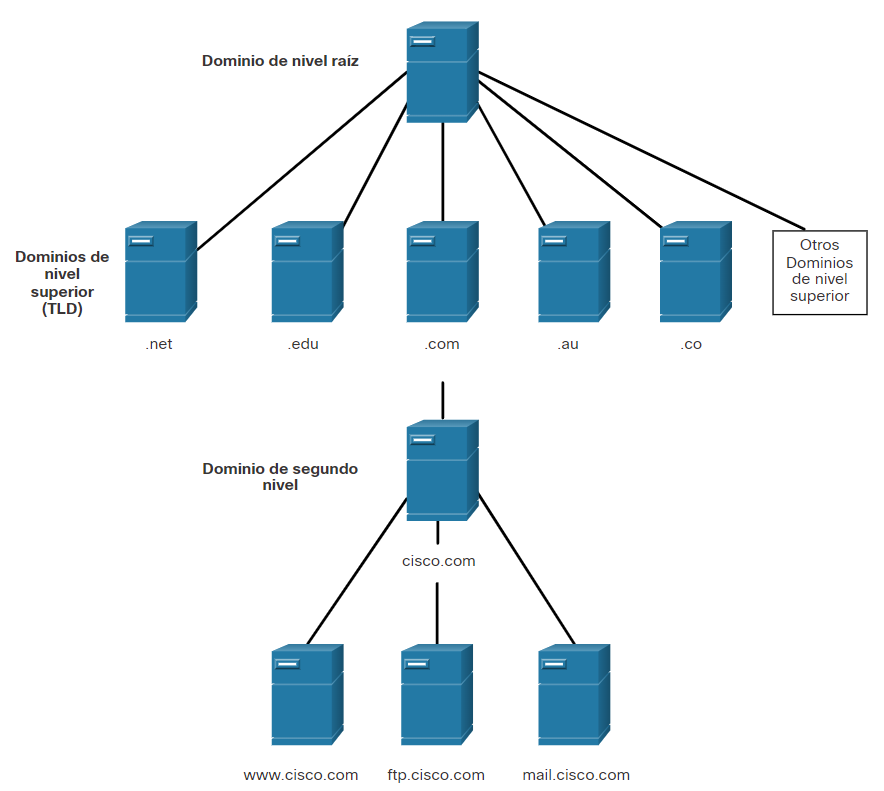 Dominio de nivel raíz
Dominios de
nivel
superior
(TLD)
Otros
Dominios
de nivel
superior
.net
.edu
.com
.au
.co
Dominio de segundo
nivel
cisco.com
www.cisco.com
ftp.cisco.com
mail.cisco.com